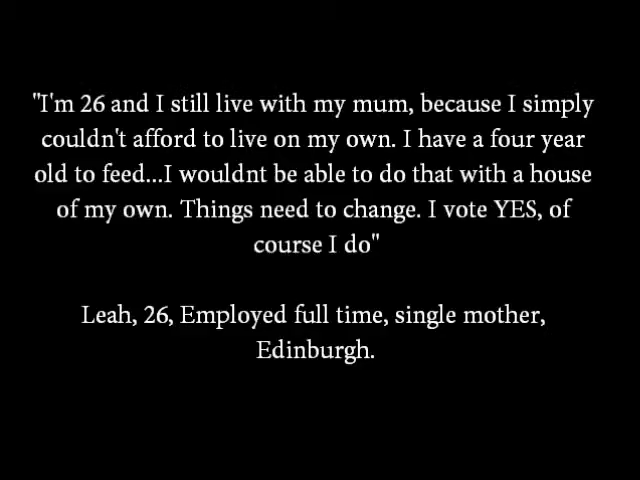 "I'm 26 and I still live with my mum, because I simply
couldn't afford to live on my own. I have a four year
old to feed...I wouldnt be able to do that with a house
of my own. Things need to change. I vote YES, of
course I do"
Leah, 26, Employed full time, single mother,
Edinburgh.